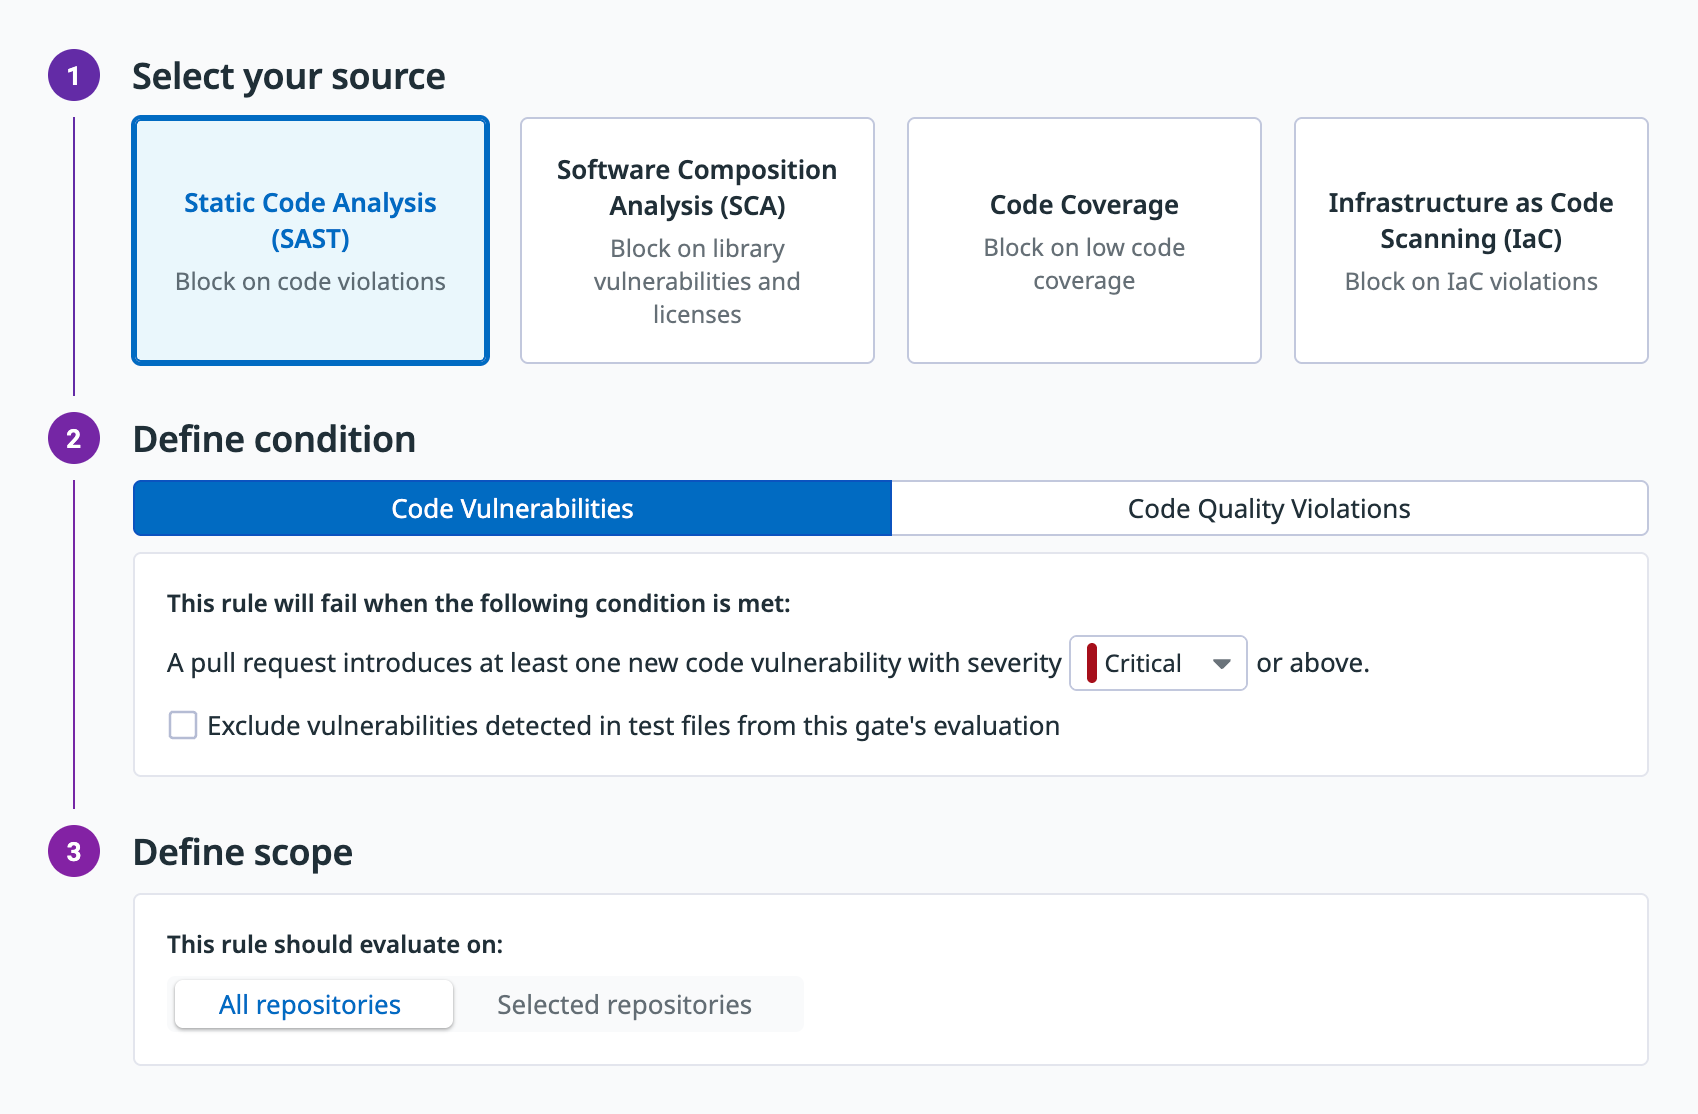 1
Select your source
Static Code Analysis
(SAST)
Block on code violations
Software Composition
Analysis (SCA)
Block on library
vulnerabilities and
licenses
Code Coverage
Block on low code
coverage
Infrastructure as Code
Scanning (IaC)
Block on IaC violations
2
Define condition
Code Vulnerabilities
Code Quality Violations
This rule will fail when the following condition is met:
A pull request introduces at least one new code vulnerability with severity Critical or above.
Exclude vulnerabilities detected in test files from this gate's evaluation
3
Define scope
This rule should evaluate on:
All repositories
Selected repositories